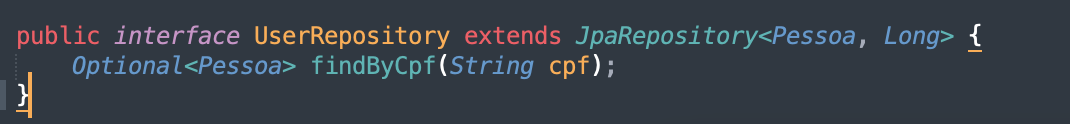 public interface UserRepository extends JpaRepository<Pessoa, Long> {
    Optional<Pessoa> findByCpf(String cpf);
}